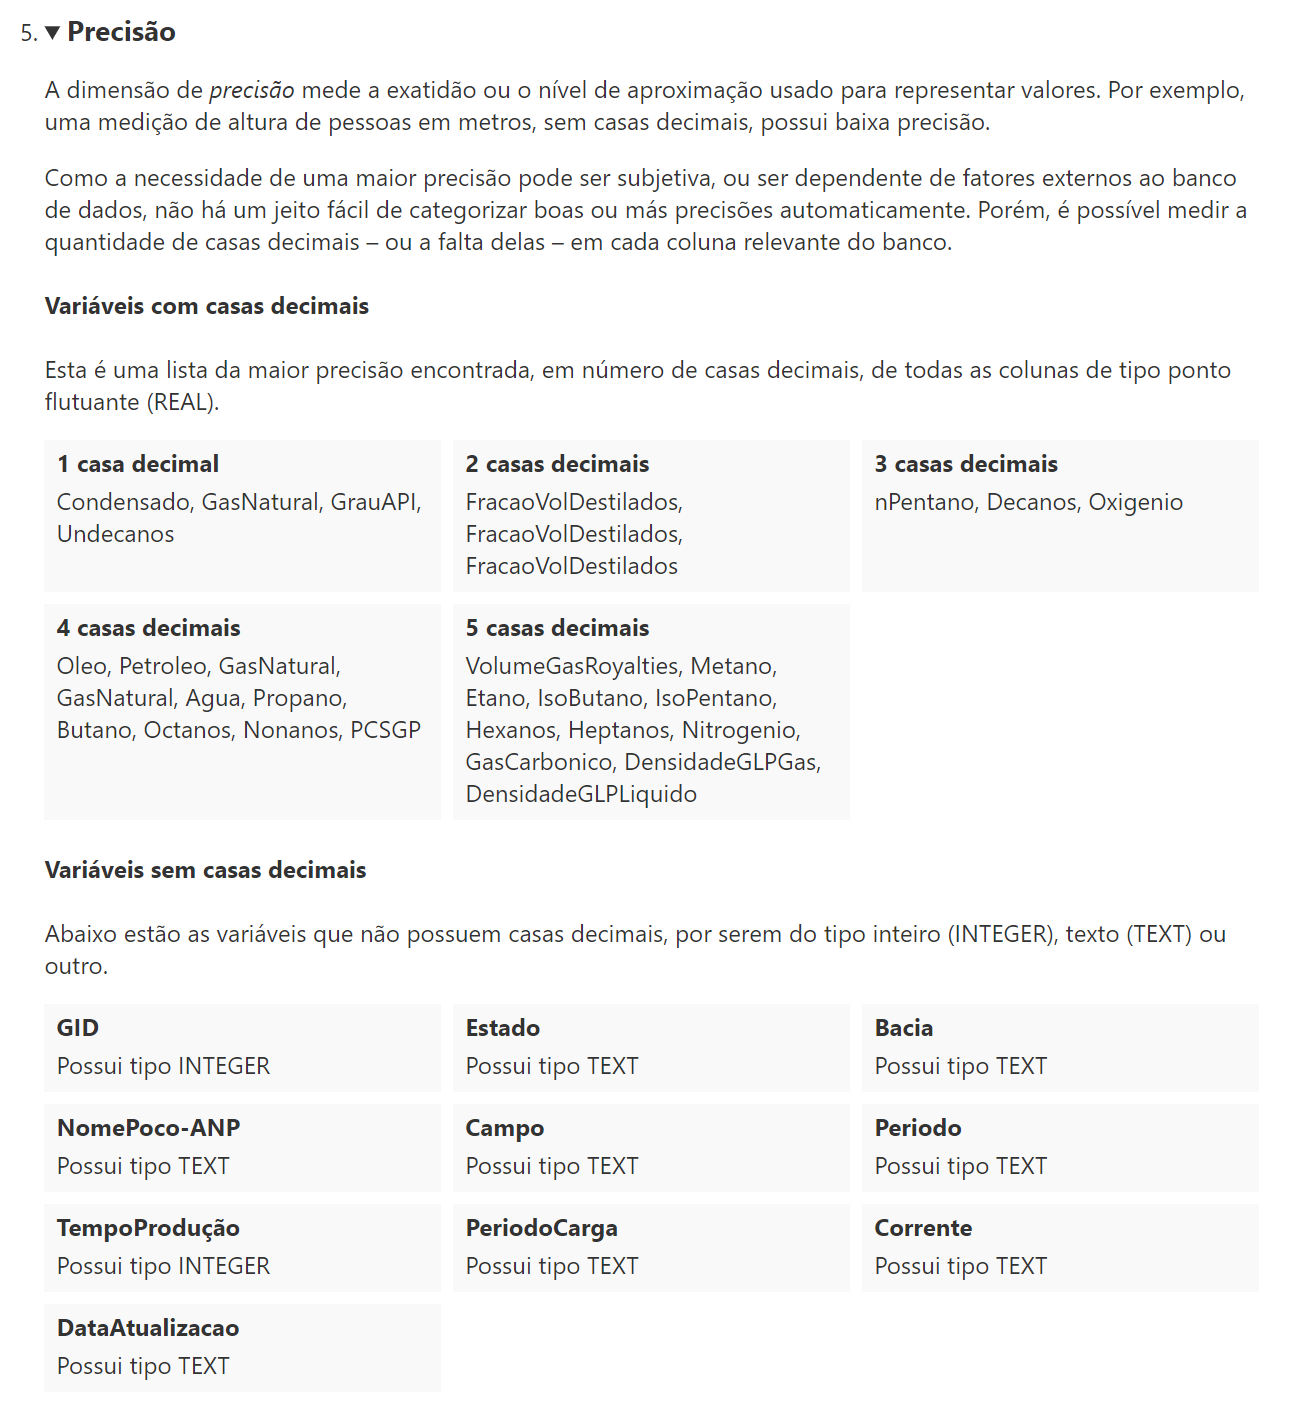 5. ▼ Precisão
A dimensão de precisão mede a exatidão ou o nível de aproximação usado para representar valores. Por exemplo,
uma medição de altura de pessoas em metros, sem casas decimais, possui baixa precisão.
Como a necessidade de uma maior precisão pode ser subjetiva, ou ser dependente de fatores externos ao banco
de dados, não há um jeito fácil de categorizar boas ou más precisões automaticamente. Porém, é possível medir a
quantidade de casas decimais – ou a falta delas – em cada coluna relevante do banco.
Variáveis com casas decimais
Esta é uma lista da maior precisão encontrada, em número de casas decimais, de todas as colunas de tipo ponto
flutuante (REAL).
1 casa decimal
Condensado, GasNatural, GrauAPI,
Undecanos
2 casas decimais
FracaoVolDestilados,
FracaoVolDestilados,
FracaoVolDestilados
3 casas decimais
nPentano, Decanos, Oxigenio
4 casas decimais
Oleo, Petroleo, GasNatural,
GasNatural, Agua, Propano,
Butano, Octanos, Nonanos, PCSGP
5 casas decimais
VolumeGasRoyalties, Metano,
Etano, IsoButano, IsoPentano,
Hexanos, Heptanos, Nitrogenio,
GasCarbonico, DensidadeGLPGas,
DensidadeGLPLiquido
Variáveis sem casas decimais
Abaixo estão as variáveis que não possuem casas decimais, por serem do tipo inteiro (INTEGER), texto (TEXT) ou
outro.
GID
Possui tipo INTEGER
Estado
Possui tipo TEXT
Bacia
Possui tipo TEXT
NomePoco-ANP
Possui tipo TEXT
Campo
Possui tipo TEXT
Periodo
Possui tipo TEXT
TempoProdução
Possui tipo INTEGER
PeriodoCarga
Possui tipo TEXT
Corrente
Possui tipo TEXT
DataAtualizacao
Possui tipo TEXT